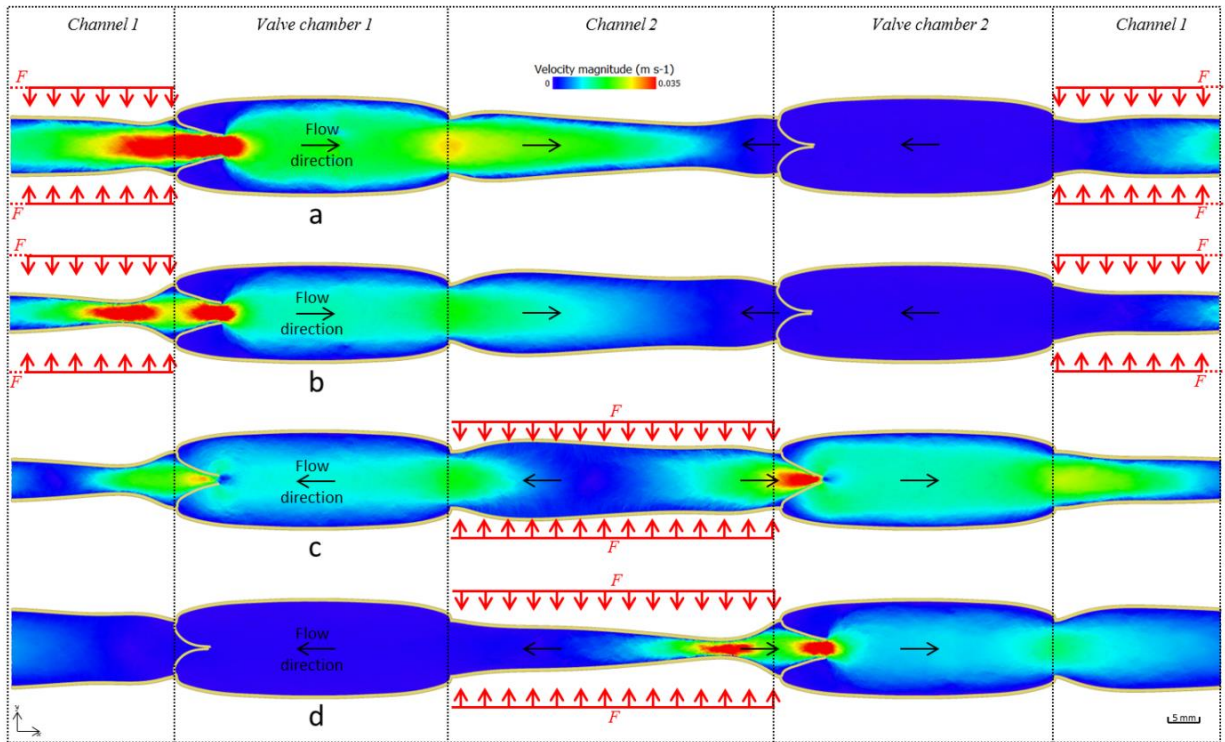 Channel 1
Valve chamber 1
Channel 2
Valve chamber 2
Channel 1
Velocity magnitude (m s-1)
0
0.035
F
F
Flow
direction
F
F
a
F
F
Flow
direction
F
F
b
F
Flow
direction
F
c
F
Flow
direction
F
d
5 mm